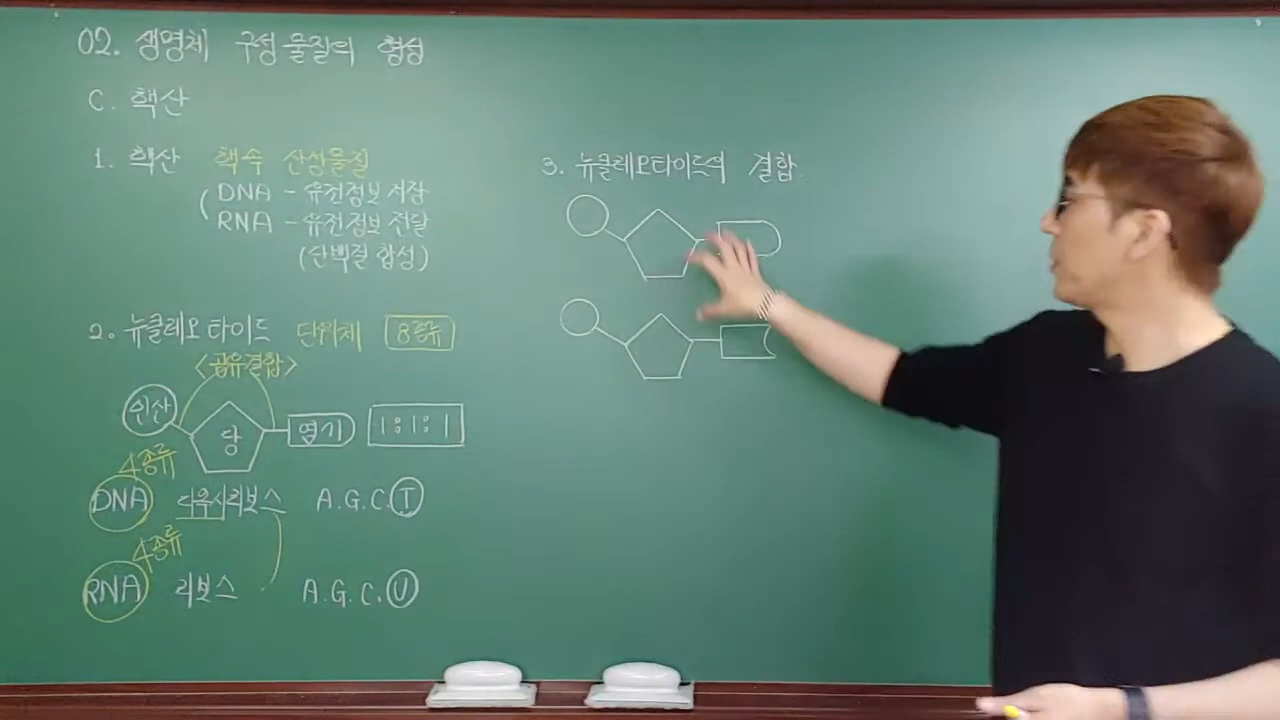 02. 생명체 구성 물질의 형성
C. 핵산
1. 핵산 핵속 산성물질
DNA - 유전정보 저장
RNA - 유전정보 전달
(단백질 합성)
2. 뉴클레오타이드 단위체 8종류
<공유결합>
인산 당 염기 1:1:1
4종류
DNA 디옥시리보스 A.G.C.T
4종류
RNA 리보스 A.G.C.U
3. 뉴클레오타이드의 결합